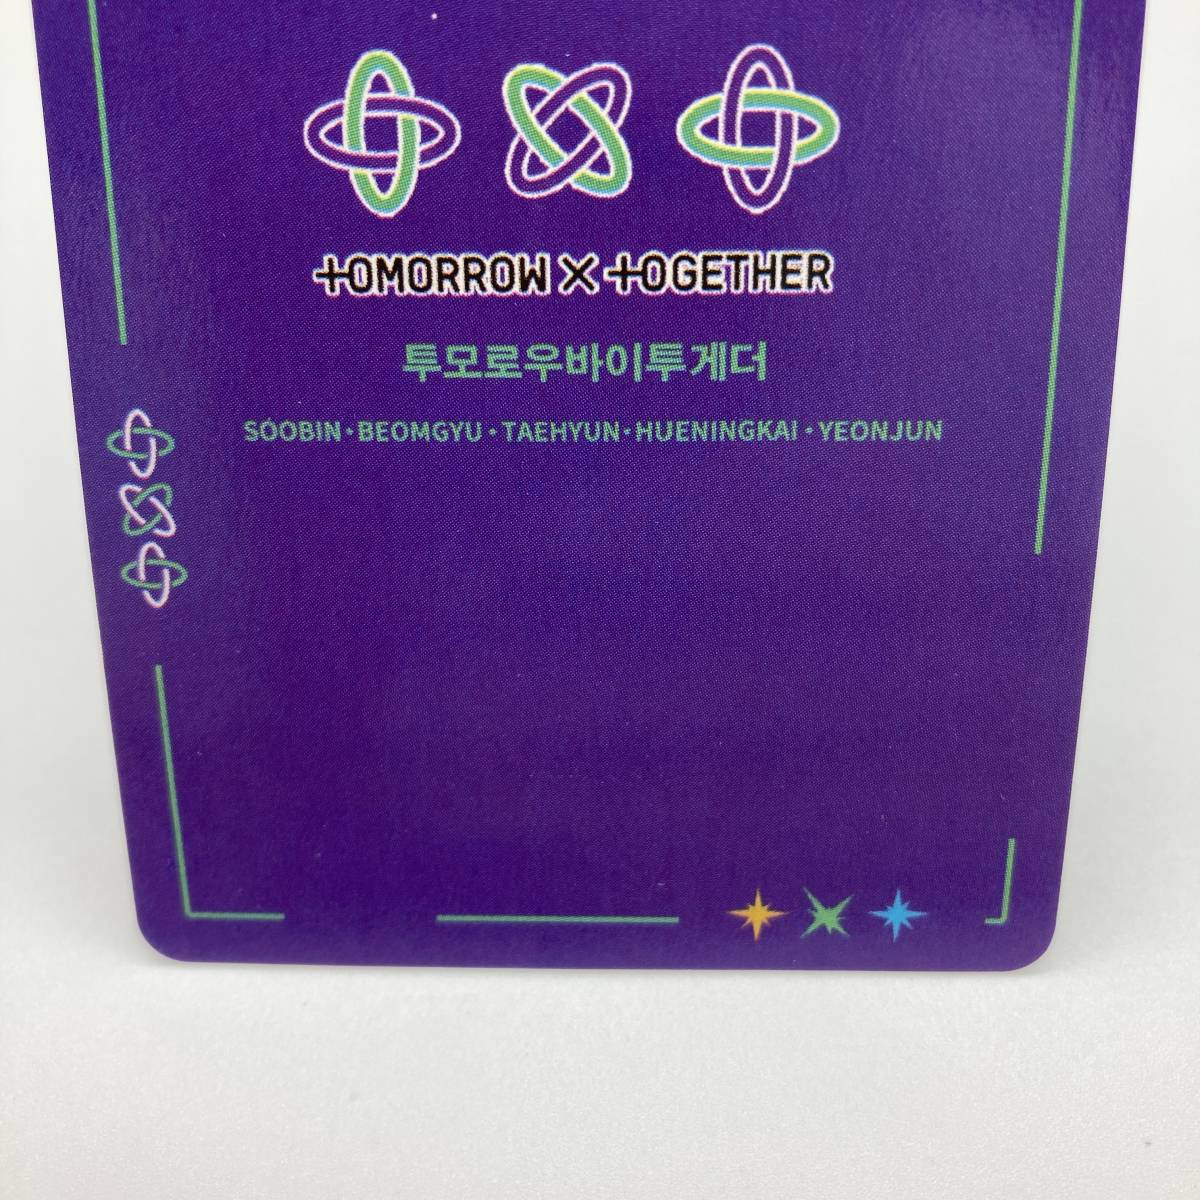 TOMORROW X TOGETHER
투모로우바이투게더
SOOBIN•BEOMGYU•TAEHYUN•HUENINGKAI•YEONJUN